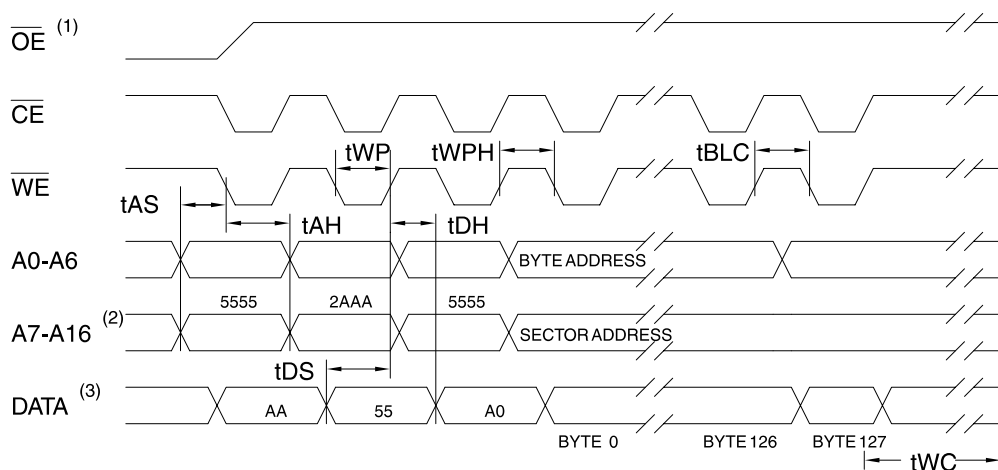 OE (1)
CE
tWP tWPH tBLC
WE
tAS
tAH tDH
A0-A6 BYTE ADDRESS
5555 2AAA 5555
A7-A16 (2) SECTOR ADDRESS
tDS
DATA (3) AA 55 A0
BYTE 0 BYTE 126 BYTE 127
tWC